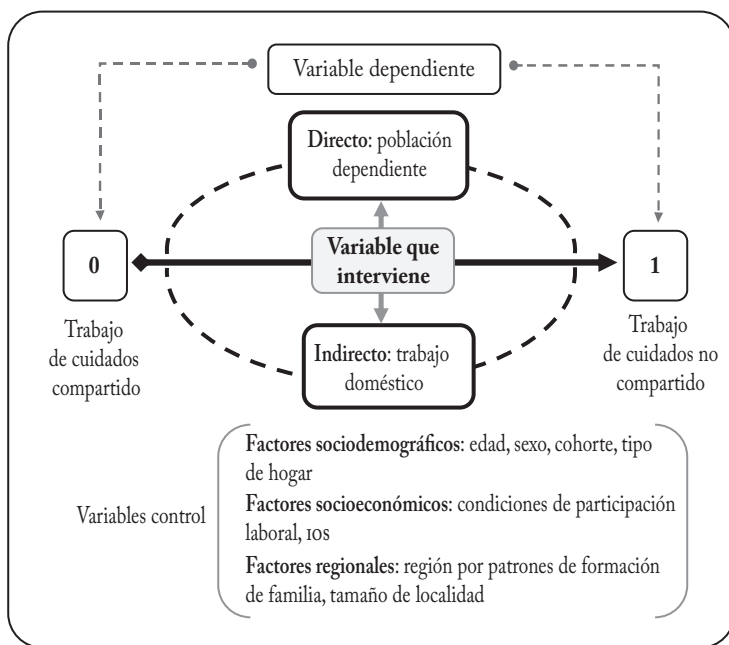 Variable dependiente
Directo: población
dependiente
0
Variable que
interviene
1
Trabajo
de cuidados
compartido
Indirecto: trabajo
doméstico
Trabajo
de cuidados no
compartido
Variables control
Factores sociodemográficos: edad, sexo, cohorte, tipo
de hogar
Factores socioeconómicos: condiciones de participación
laboral, IOS
Factores regionales: región por patrones de formación
de familia, tamaño de localidad